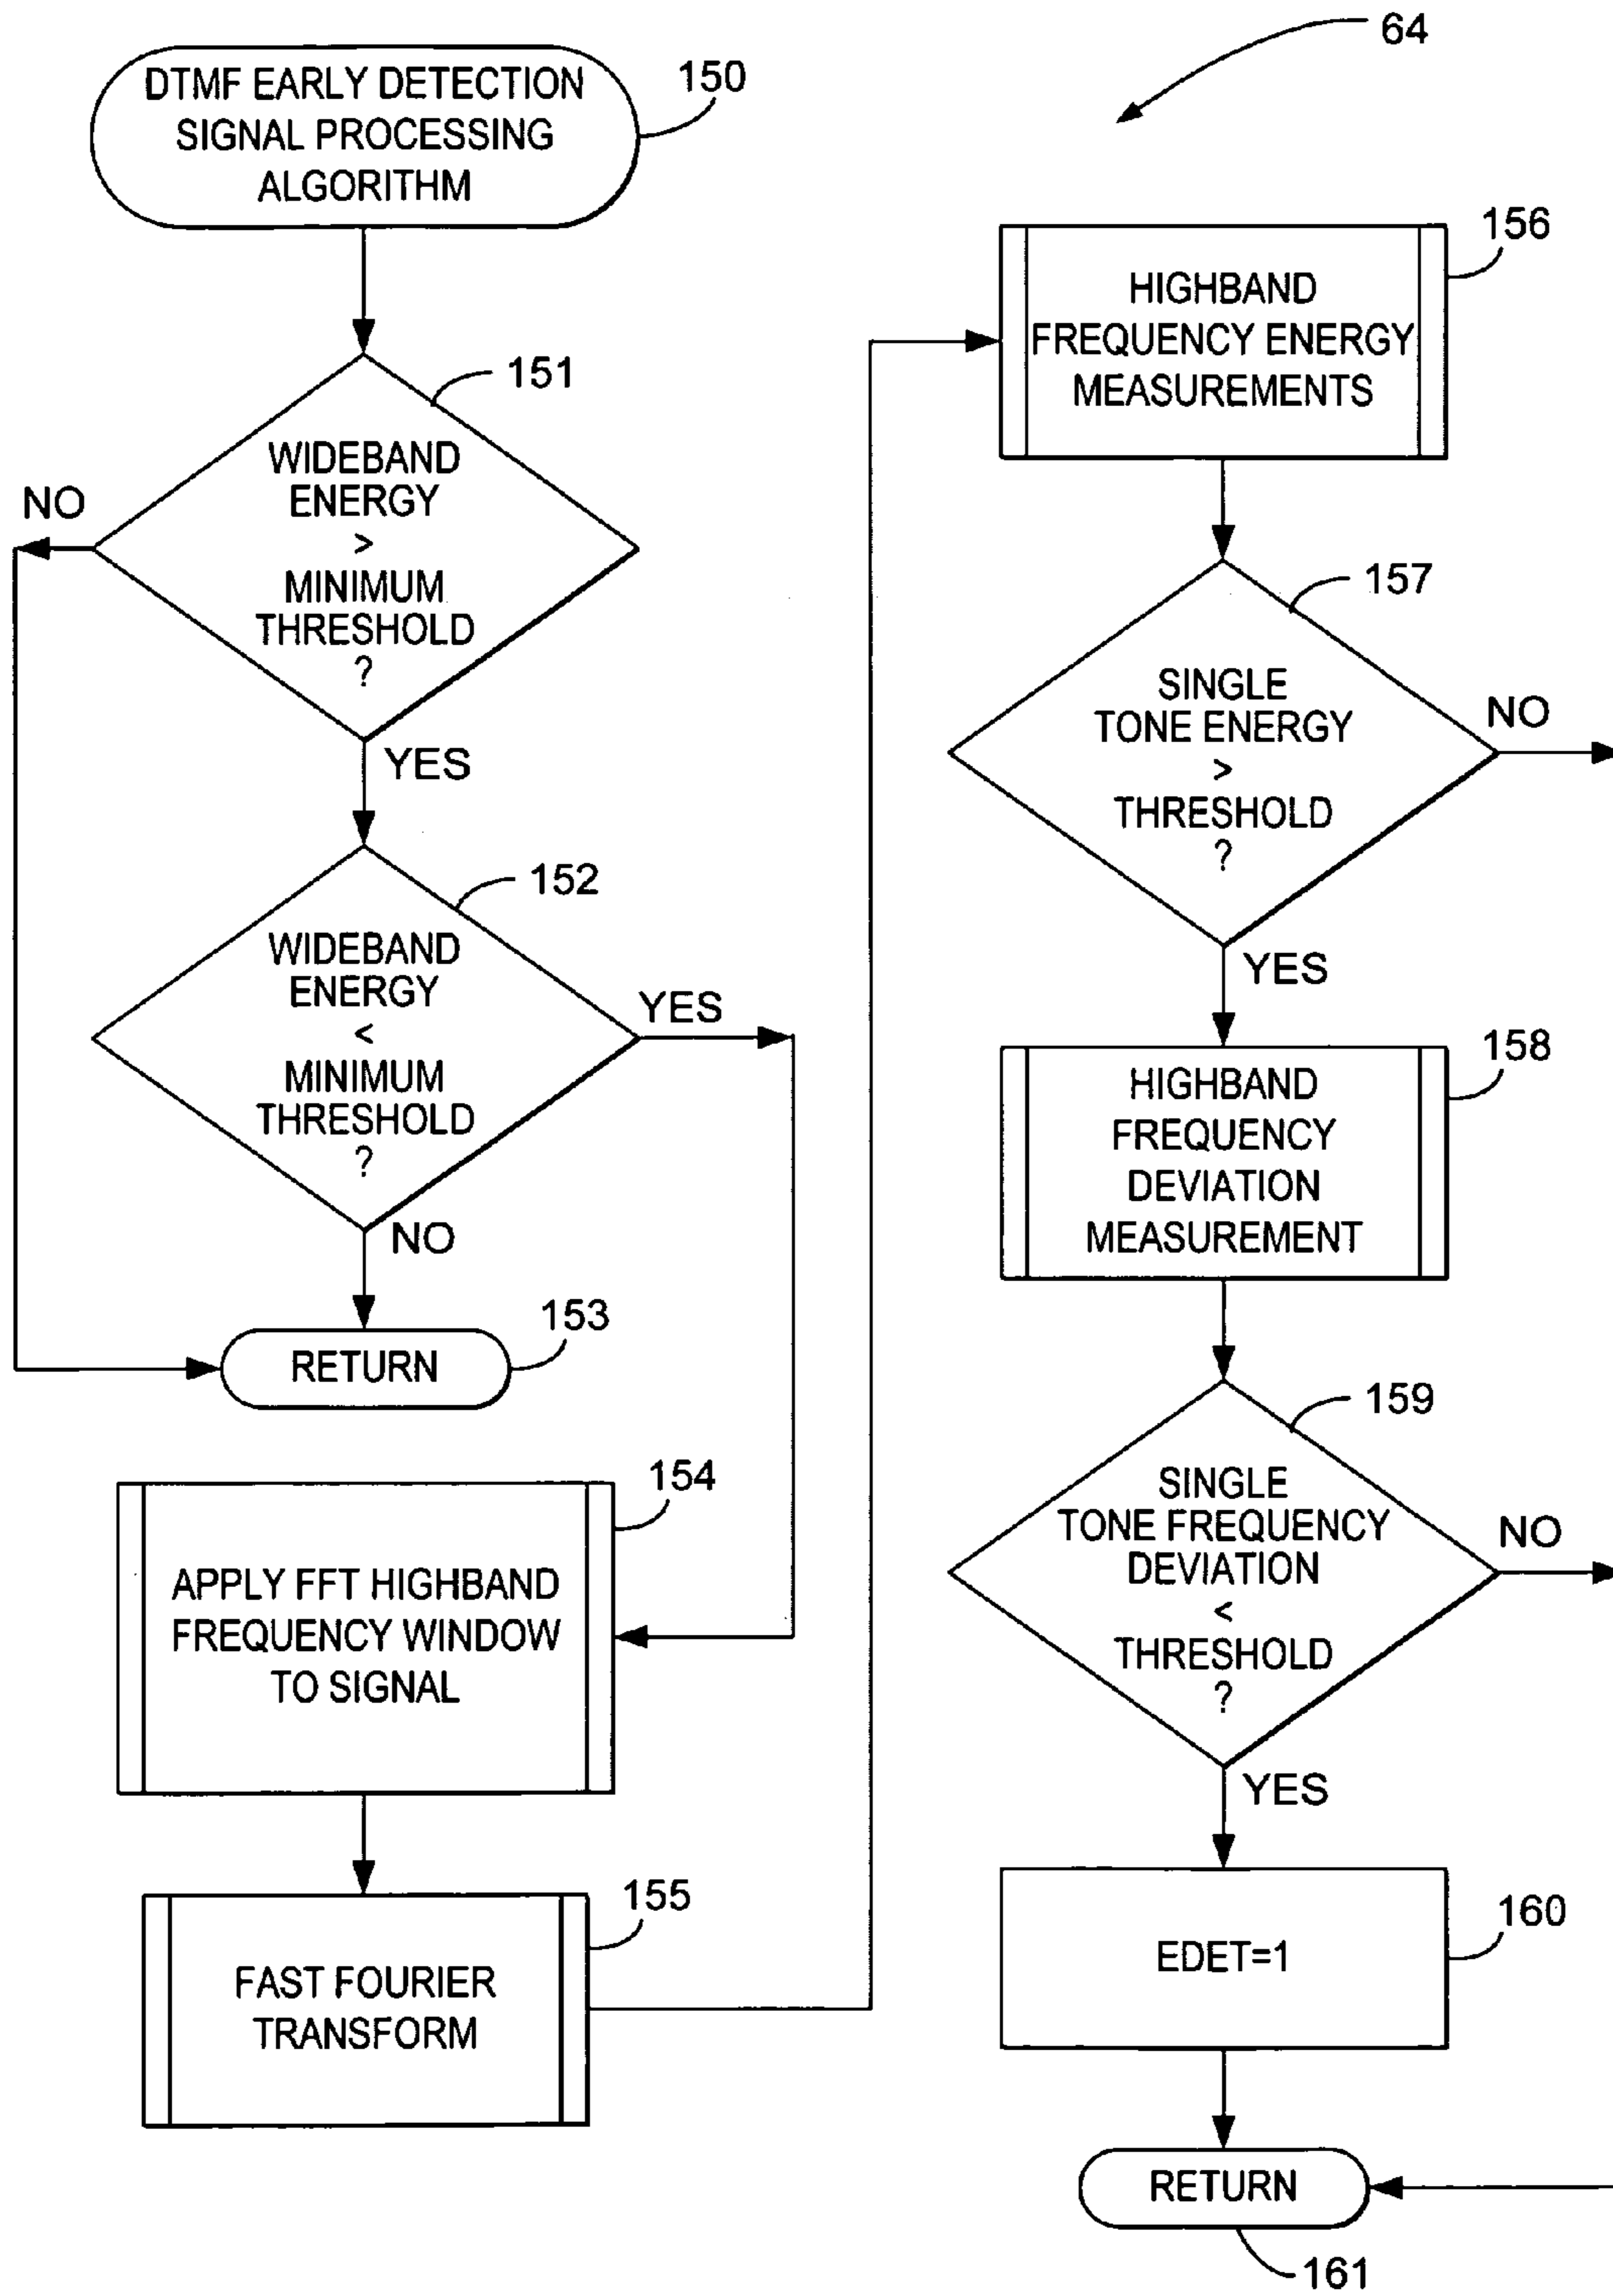 64
DTMF EARLY DETECTION
SIGNAL PROCESSING
ALGORITHM
150
151
WIDEBAND
ENERGY
>
MINIMUM
THRESHOLD
?
NO
YES
152
WIDEBAND
ENERGY
<
MINIMUM
THRESHOLD
?
YES
NO
153
RETURN
154
APPLY FFT HIGHBAND
FREQUENCY WINDOW
TO SIGNAL
155
FAST FOURIER
TRANSFORM
156
HIGHBAND
FREQUENCY ENERGY
MEASUREMENTS
157
SINGLE
TONE ENERGY
>
THRESHOLD
?
NO
YES
158
HIGHBAND
FREQUENCY
DEVIATION
MEASUREMENT
159
SINGLE
TONE FREQUENCY
DEVIATION
<
THRESHOLD
?
NO
YES
160
EDET=1
RETURN
161